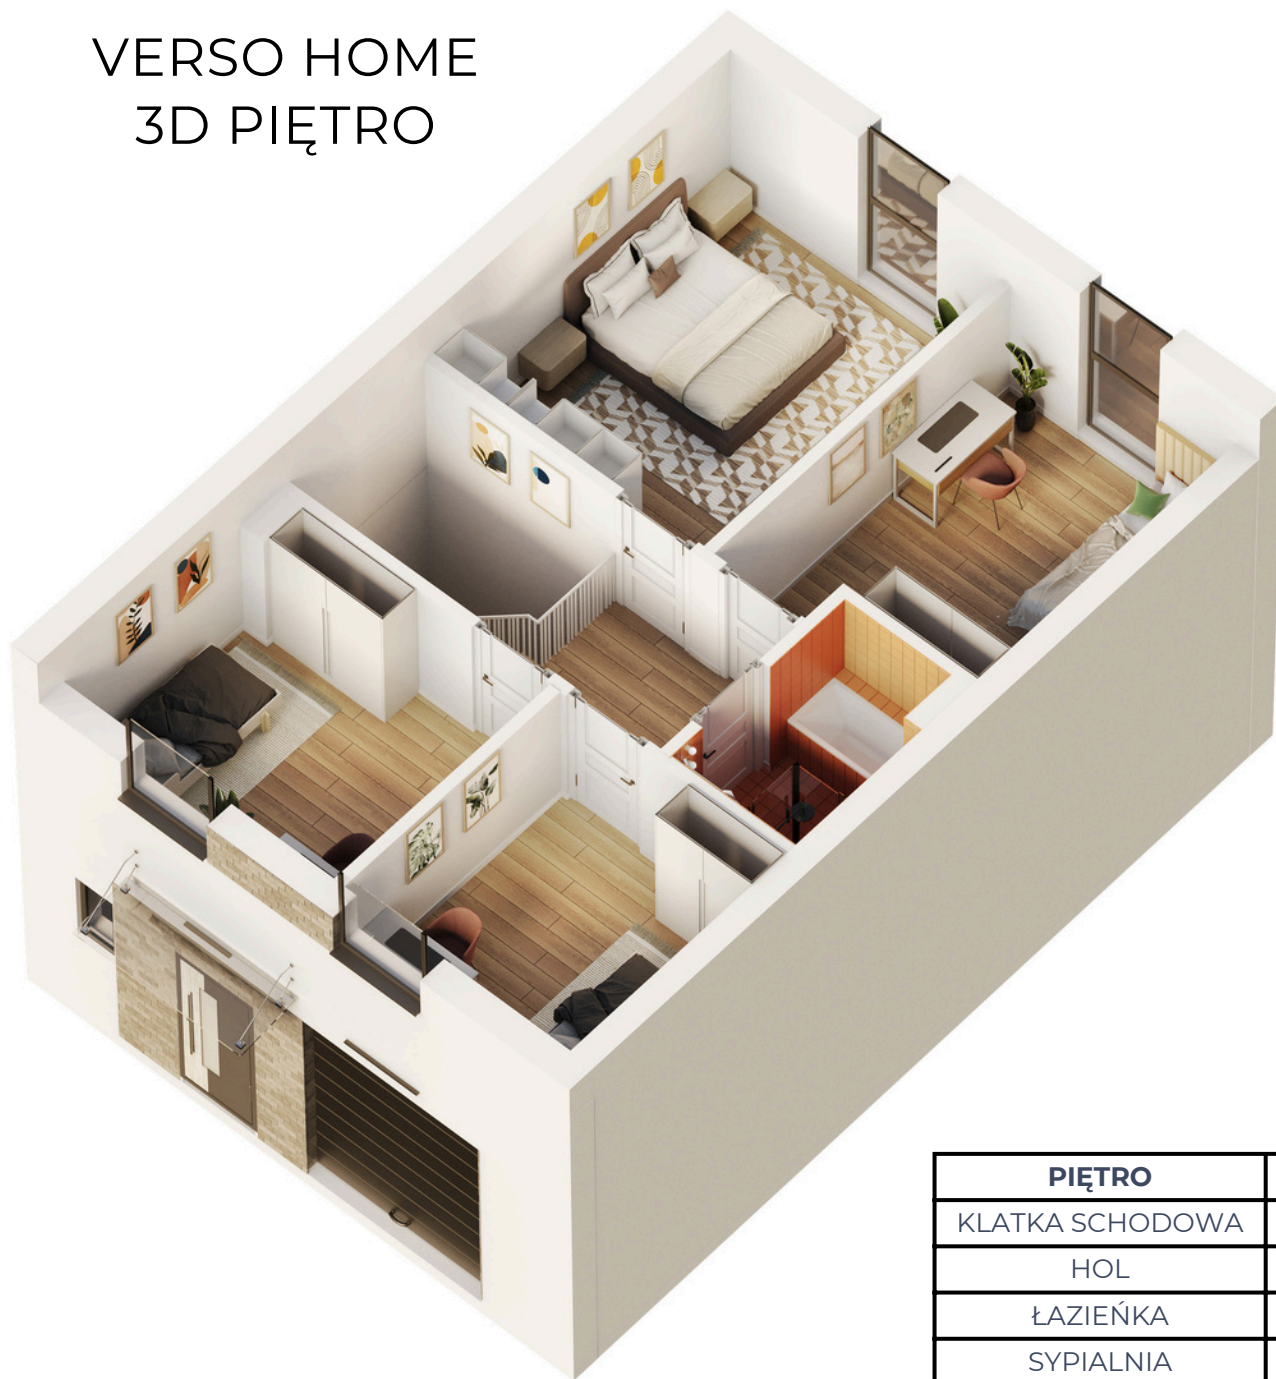 VERSO HOME
3D PIĘTRO
PIĘTRO
KLATKA SCHODOWA
HOL
ŁAZIEŃKA
SYPIALNIA